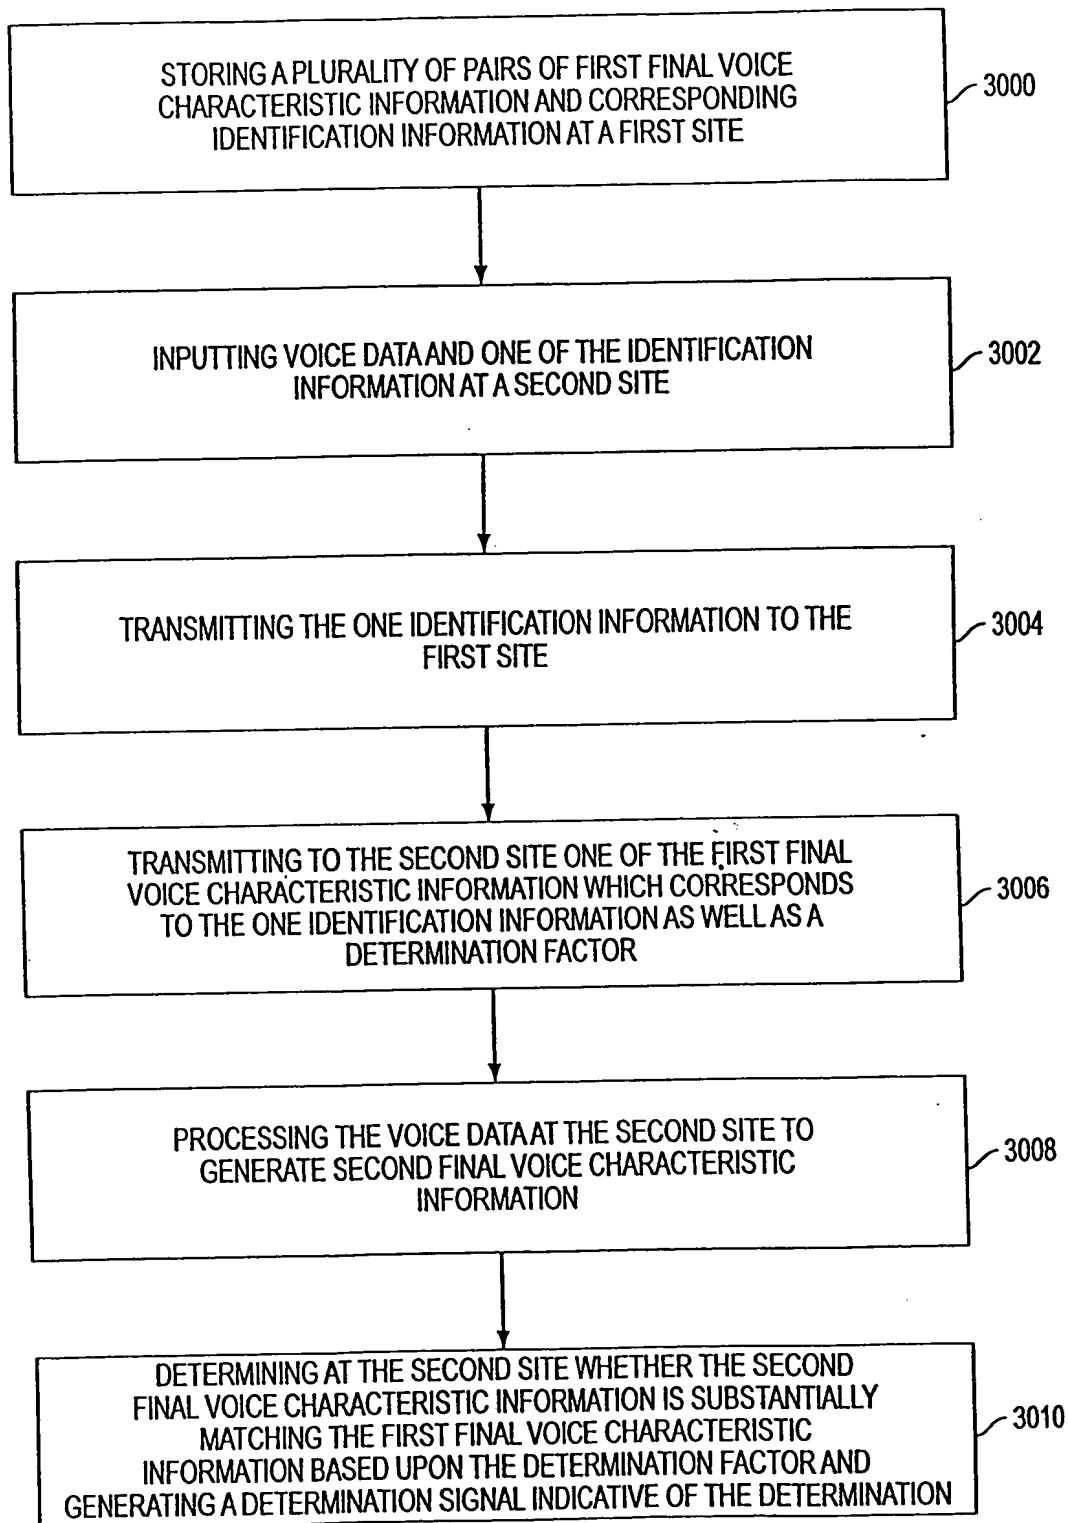 STORING A PLURALITY OF PAIRS OF FIRST FINAL VOICE
CHARACTERISTIC INFORMATION AND CORRESPONDING
IDENTIFICATION INFORMATION AT A FIRST SITE
3000
INPUTTING VOICE DATA AND ONE OF THE IDENTIFICATION
INFORMATION AT A SECOND SITE
3002
TRANSMITTING THE ONE IDENTIFICATION INFORMATION TO THE
FIRST SITE
3004
TRANSMITTING TO THE SECOND SITE ONE OF THE FIRST FINAL
VOICE CHARACTERISTIC INFORMATION WHICH CORRESPONDS
TO THE ONE IDENTIFICATION INFORMATION AS WELL AS A
DETERMINATION FACTOR
3006
PROCESSING THE VOICE DATA AT THE SECOND SITE TO
GENERATE SECOND FINAL VOICE CHARACTERISTIC
INFORMATION
3008
DETERMINING AT THE SECOND SITE WHETHER THE SECOND
FINAL VOICE CHARACTERISTIC INFORMATION IS SUBSTANTIALLY
MATCHING THE FIRST FINAL VOICE CHARACTERISTIC
INFORMATION BASED UPON THE DETERMINATION FACTOR AND
GENERATING A DETERMINATION SIGNAL INDICATIVE OF THE DETERMINATION
3010